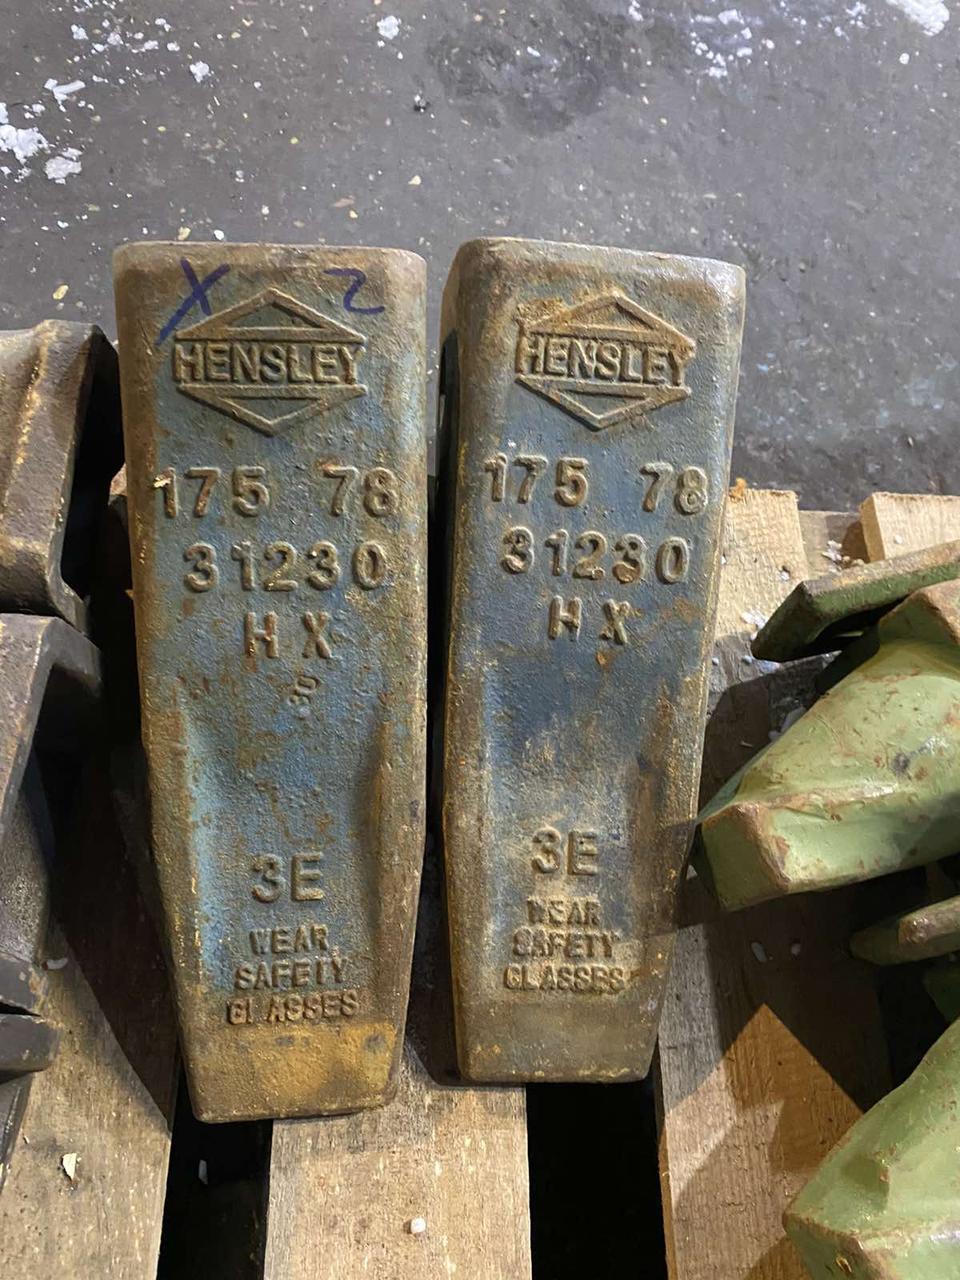 X 2
HENSLEY
175 78
31230
HX
8
3E
WEAR
SAFETY
GLASSES
HENSLEY
175 78
31230
HX
3E
WEAR
SAFETY
GLASSES